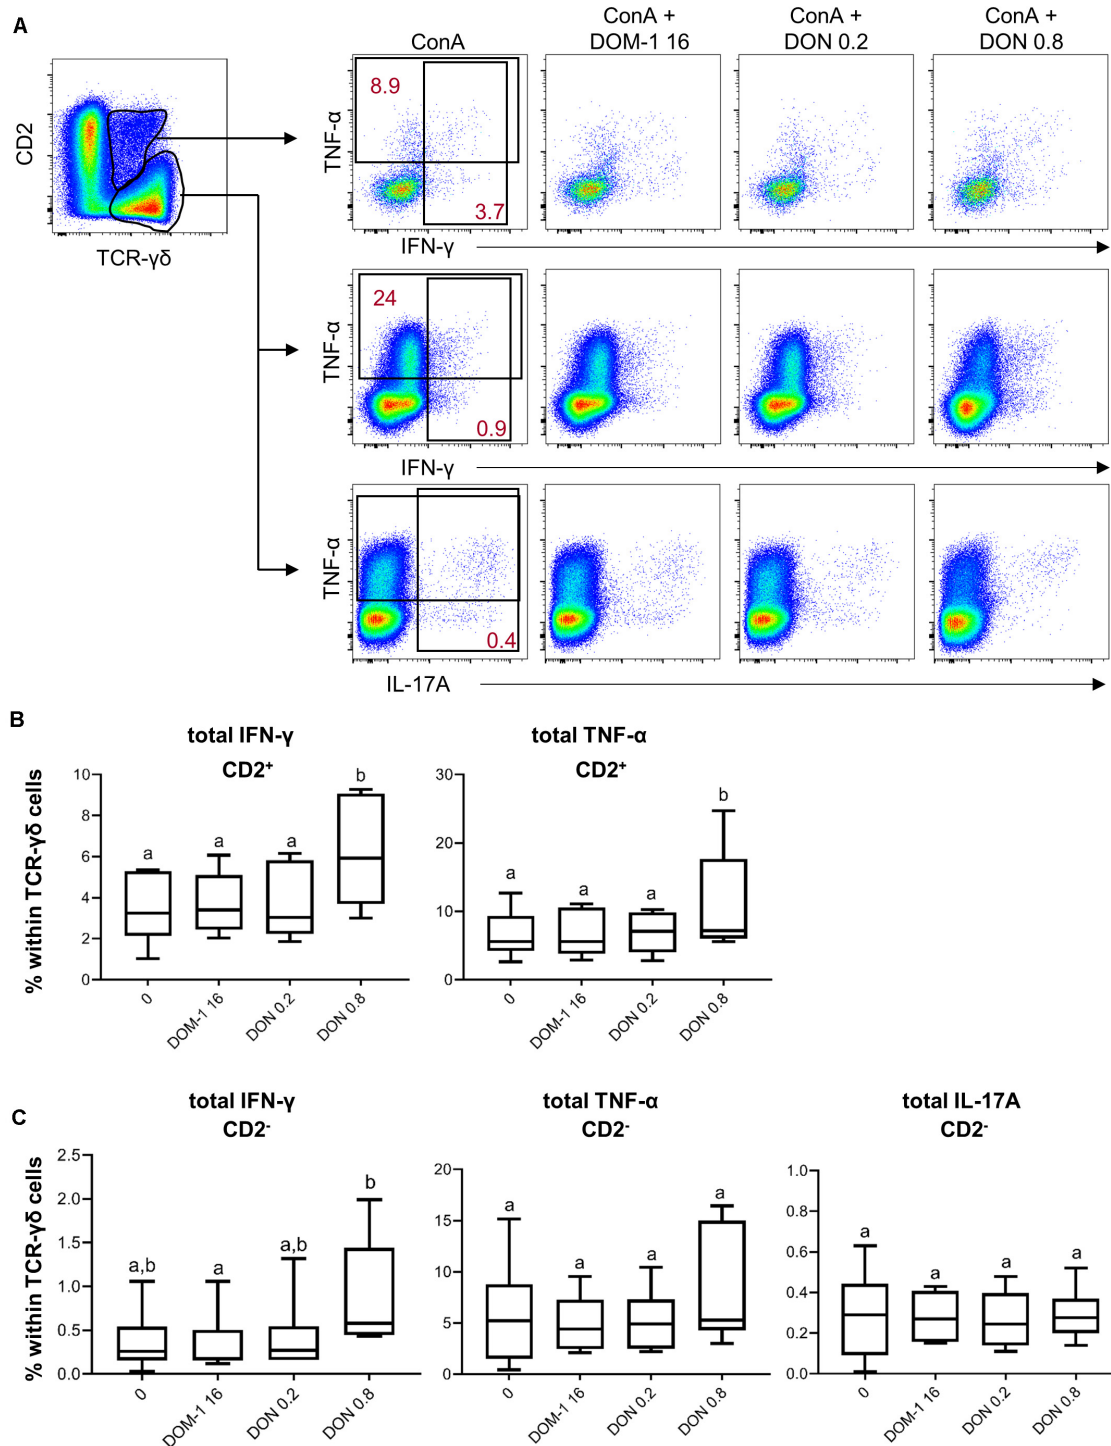 A
ConA
ConA +
DOM-1 16
ConA +
DON 0.2
ConA +
DON 0.8
CD2
TCR-γδ
TNF-α
8.9
3.7
IFN-γ
TNF-α
24
0.9
IFN-γ
TNF-α
0.4
IL-17A
B
% within TCR-γδ cells
total IFN-γ
CD2⁺
10
8
6
4
2
0
a
a
a
b
0
DOM-1 16
DON 0.2
DON 0.8
total TNF-α
CD2⁺
30
20
10
0
a
a
a
b
0
DOM-1 16
DON 0.2
DON 0.8
C
% within TCR-γδ cells
total IFN-γ
CD2⁻
2.5
2.0
1.5
1.0
0.5
0.0
a,b
a
a,b
b
0
DOM-1 16
DON 0.2
DON 0.8
total TNF-α
CD2⁻
20
15
10
5
0
a
a
a
a
0
DOM-1 16
DON 0.2
DON 0.8
total IL-17A
CD2⁻
1.0
0.8
0.6
0.4
0.2
0.0
a
a
a
a
0
DOM-1 16
DON 0.2
DON 0.8